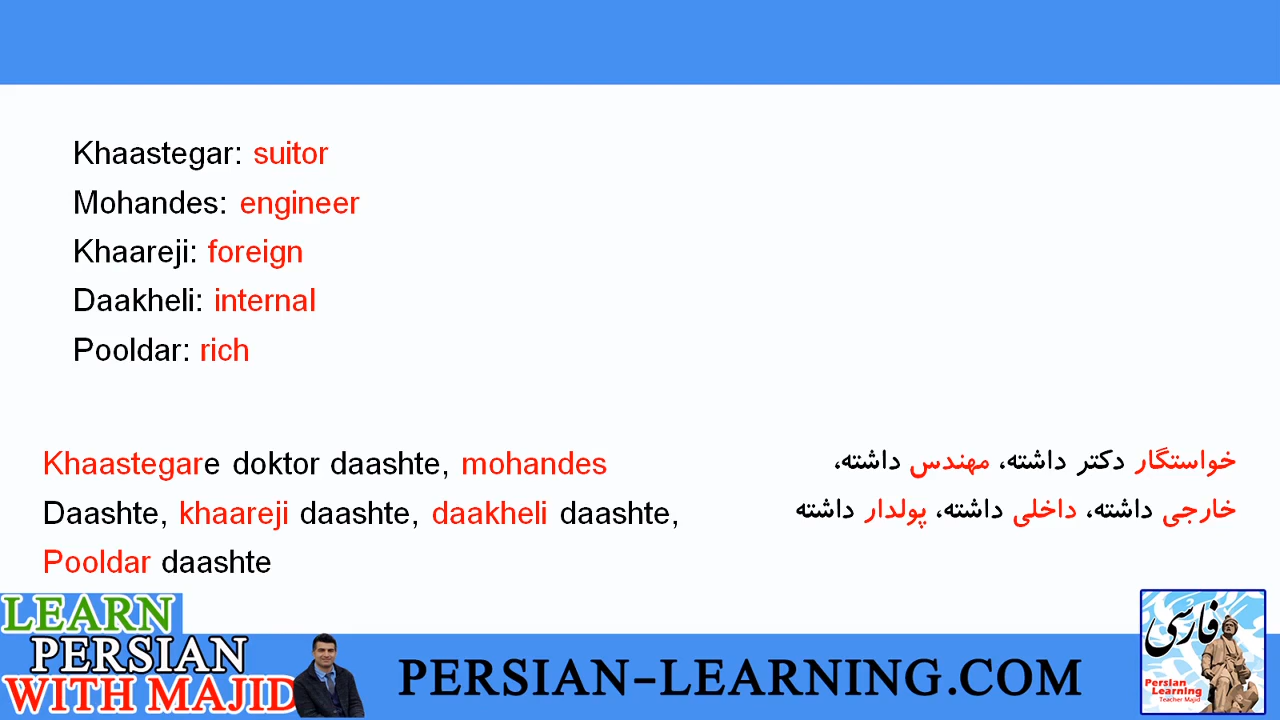 Khaastegar: suitor
Mohandes: engineer
Khaareji: foreign
Daakheli: internal
Pooldar: rich
Khaastegare doktor daashte, mohandes
Daashte, khaareji daashte, daakheli daashte,
Pooldar daashte
خواستگار دکتر داشته، مهندس داشته،
خارجی داشته، داخلی داشته، پولدار داشته
LEARN
PERSIAN
WITH MAJID
PERSIAN-LEARNING.COM
فارسی
Persian
Learning
Teacher Majid